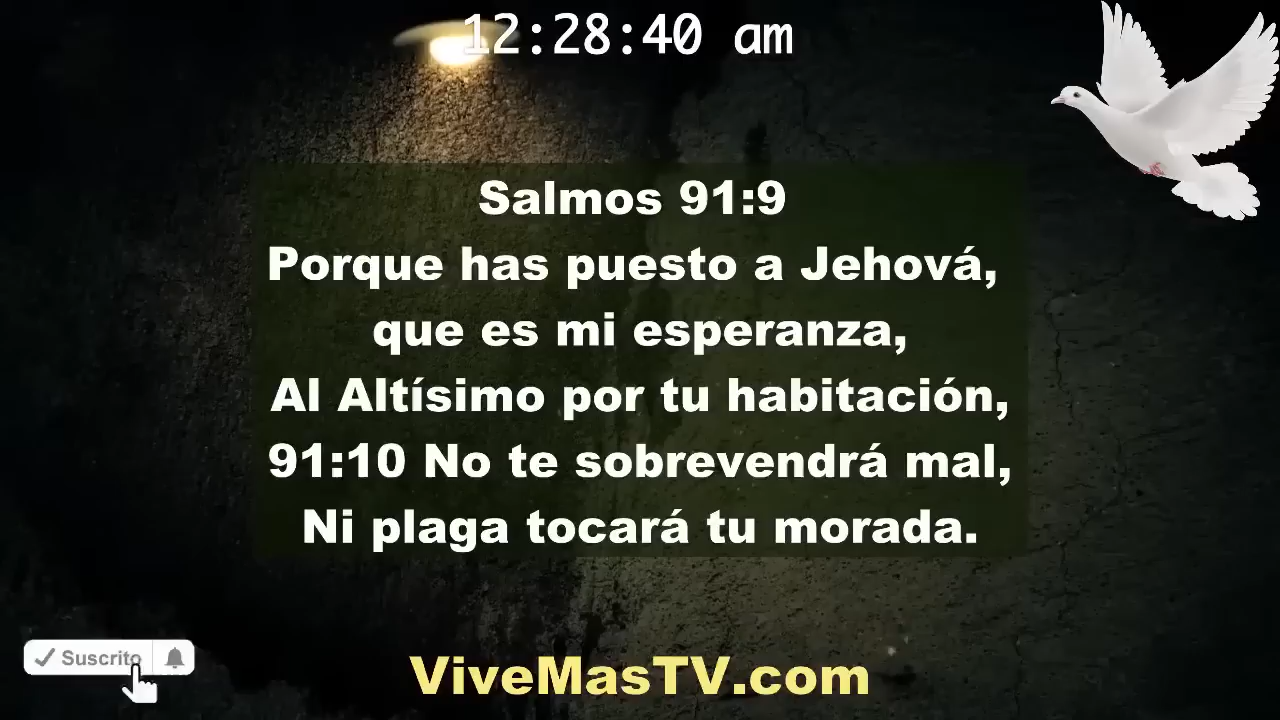 12:28:40 am
Salmos 91:9
Porque has puesto a Jehová,
que es mi esperanza,
Al Altísimo por tu habitación,
91:10 No te sobrevendrá mal,
Ni plaga tocará tu morada.
Suscrito
ViveMasTV.com